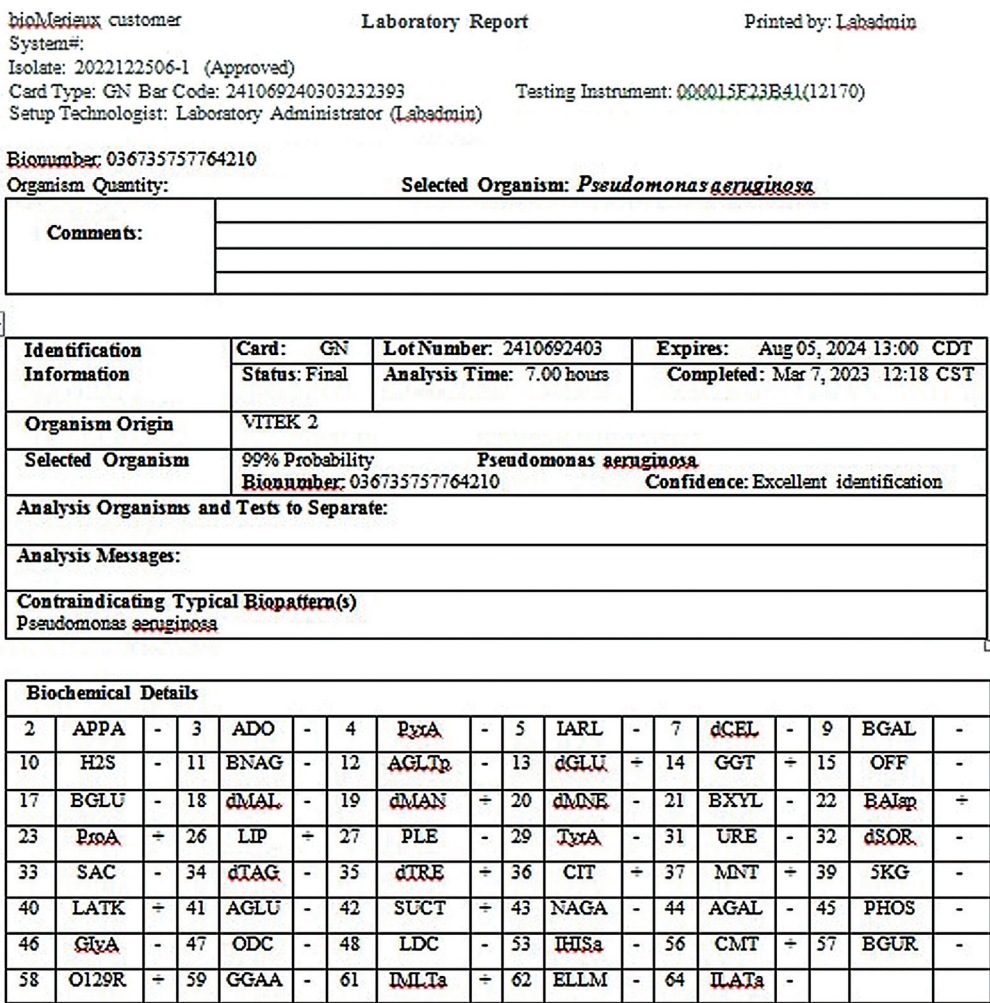 bioMerieux customer Laboratory Report Printed by: Labadmin
System#:
Isolate: 2022122506-1 (Approved)
Card Type: GN Bar Code: 241069240303232393 Testing Instrument: 000015F23B41(12170)
Setup Technologist: Laboratory Administrator (Labadmin)
Bionumber: 036735757764210
Organism Quantity: Selected Organism: Pseudomonas aeruginosa
Comments:
Identification Card: GN Lot Number: 2410692403 Expires: Aug 05, 2024 13:00 CDT
Information Status: Final Analysis Time: 7.00 hours Completed: Mar 7, 2023 12:18 CST
Organism Origin VITEK 2
Selected Organism 99% Probability Pseudomonas aeruginosa
Bionumber: 036735757764210 Confidence: Excellent identification
Analysis Organisms and Tests to Separate:
Analysis Messages:
Contraindicating Typical Biopattern(s)
Pseudomonas aeruginosa
Biochemical Details
2 APPA - 3 ADO - 4 PyrA - 5 IARL - 7 dCEL - 9 BGAL -
10 H2S - 11 BNAG - 12 AGLTp - 13 dGLU + 14 GGT + 15 OFF -
17 BGLU - 18 dMAL - 19 dMAN + 20 dMNE - 21 BXYL - 22 BAlap +
23 ProA + 26 LIP + 27 PLE - 29 TyrA - 31 URE - 32 dSOR -
33 SAC - 34 dTAG - 35 dTRE + 36 CIT + 37 MNT + 39 5KG -
40 LATK + 41 AGLU - 42 SUCT + 43 NAGA - 44 AGAL - 45 PHOS -
46 GlyA - 47 ODC - 48 LDC - 53 IHISa - 56 CMT + 57 BGUR -
58 O129R + 59 GGAA - 61 IMLTa + 62 ELLM - 64 ILATa -